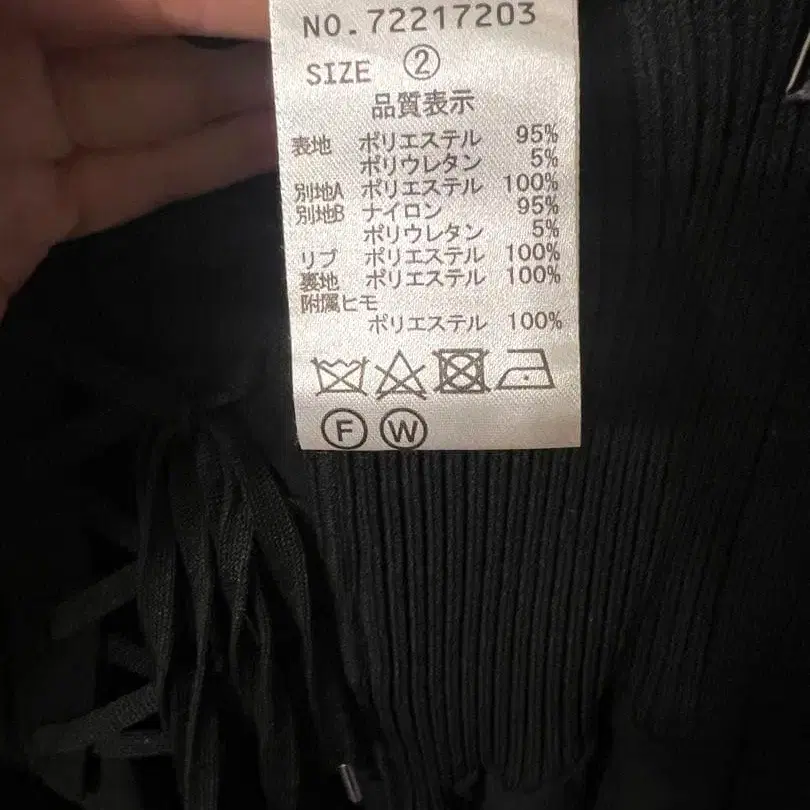 NO.72217203
SIZE ②
品質表示
表地 ポリエステル 95%
ポリウレタン 5%
別地A ポリエステル 100%
別地B ナイロン 95%
ポリウレタン 5%
リブ ポリエステル 100%
裏地 ポリエステル 100%
附属ヒモ
ポリエステル 100%
Ⓕ Ⓦ